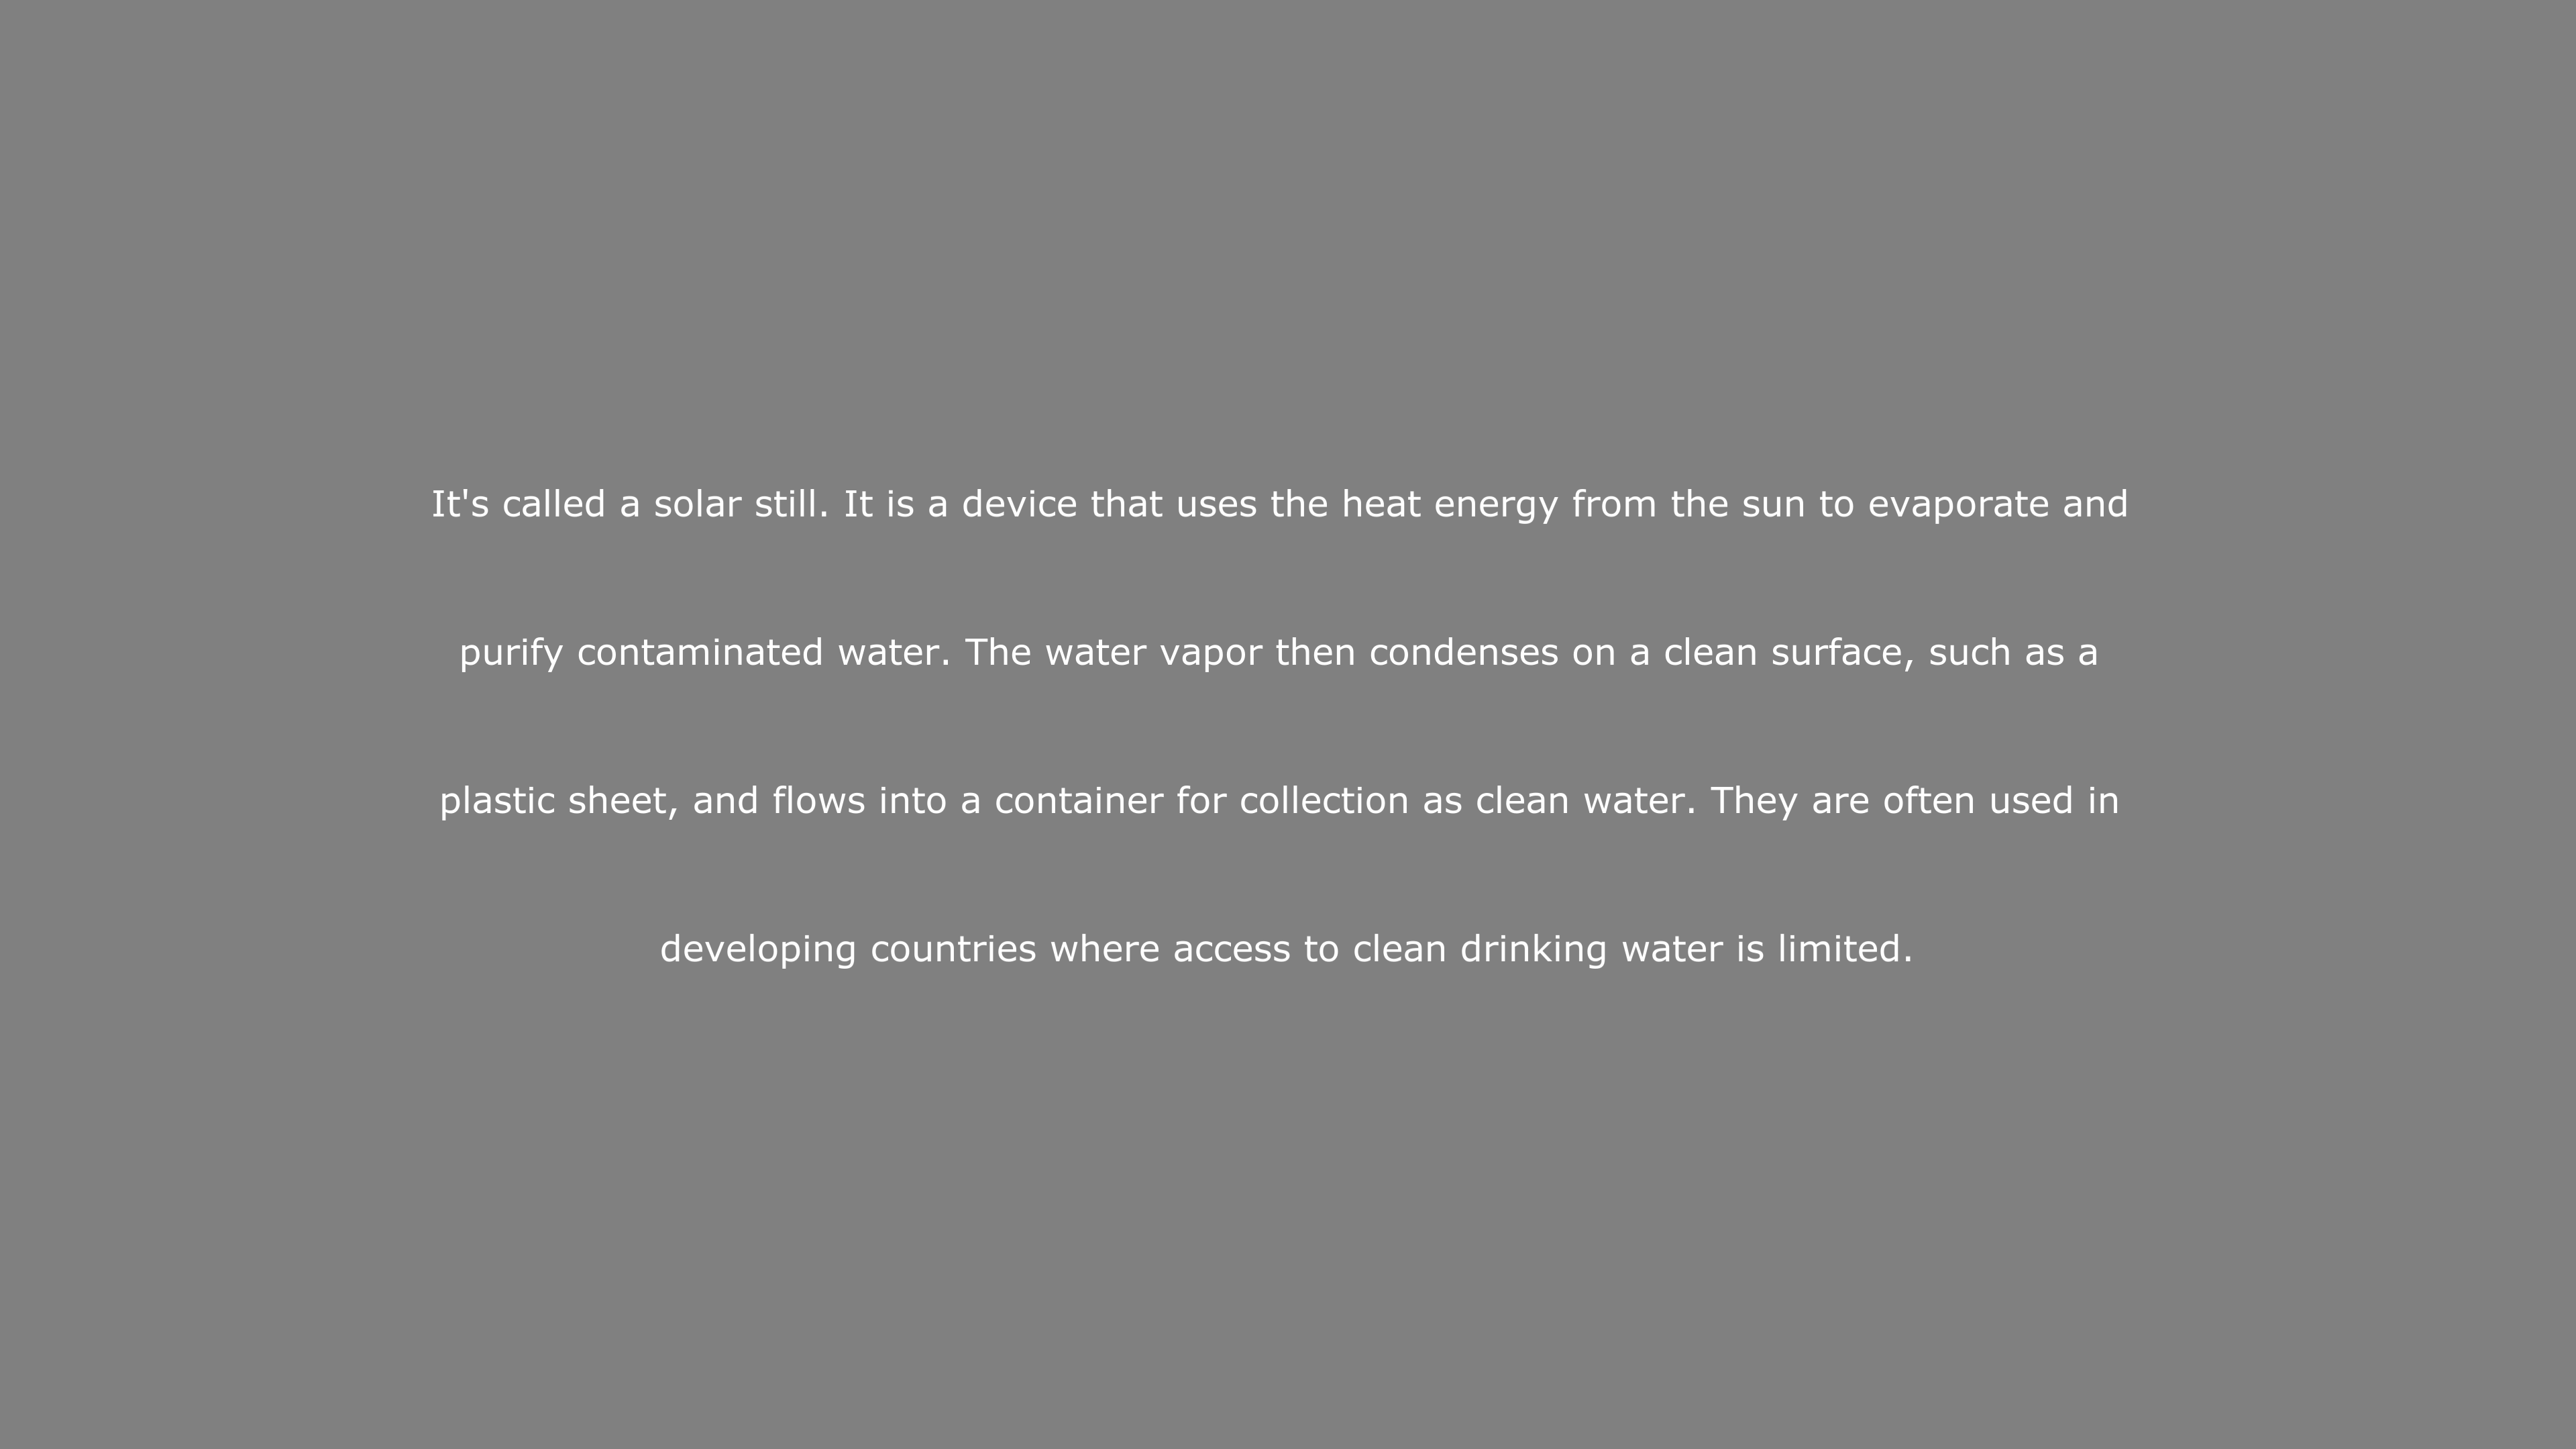 It's called a solar still. It is a device that uses the heat energy from the sun to evaporate and
purify contaminated water. The water vapor then condenses on a clean surface, such as a
plastic sheet, and flows into a container for collection as clean water. They are often used in
developing countries where access to clean drinking water is limited.